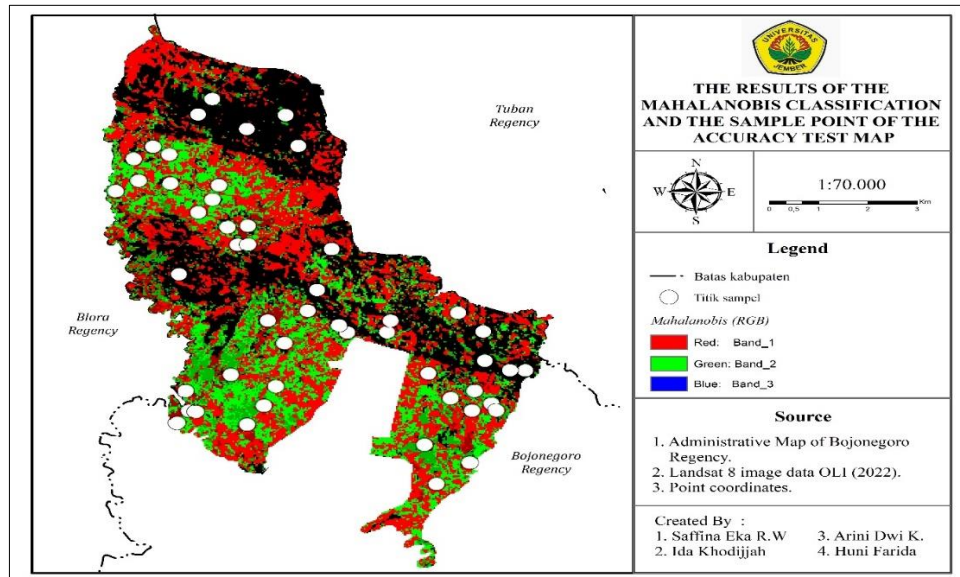 Tuban
Regency
Blora
Regency
Bojonegoro
Regency
UNIVERSITAS
JEMBER
THE RESULTS OF THE
MAHALANOBIS CLASSIFICATION
AND THE SAMPLE POINT OF THE
ACCURACY TEST MAP
N
W E
S
1:70.000
0 0,5 1 2 3 Km
Legend
Batas kabupaten
Titik sampel
Mahalanobis (RGB)
Red: Band_1
Green: Band_2
Blue: Band_3
Source
1. Administrative Map of Bojonegoro
Regency.
2. Landsat 8 image data OLI (2022).
3. Point coordinates.
Created By :
1. Saffina Eka R.W 3. Arini Dwi K.
2. Ida Khodijjah 4. Huni Farida